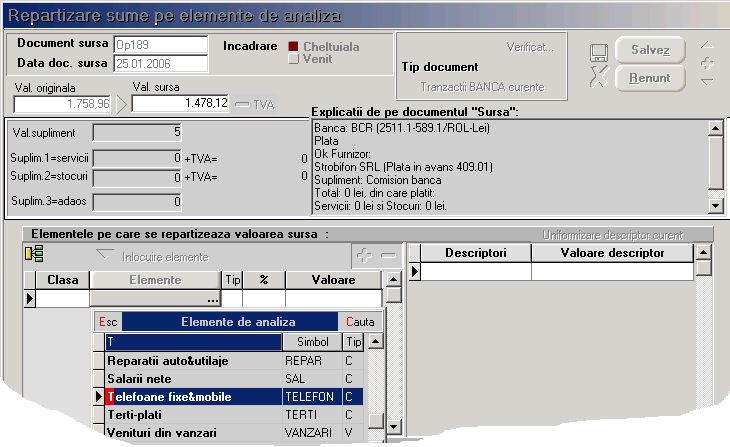 Repartizare sume pe elemente de analiza
Document sursa Op189
Data doc. sursa 25.01.2006
Incadrare Cheltuiala
Venit
Verificat...
Tip document
Tranzactii BANCA curente
Salvez
Renunt
Val. originala
1.758,96
Val. sursa
1.478,12
TVA
Explicatii de pe documentul "Sursa":
Val.supliment 5
Suplim.1=servicii 0 +TVA= 0
Suplim.2=stocuri 0 +TVA= 0
Suplim.3=adaos 0
Banca: BCR (2511.1-589.1/ROL-Lei)
Plata
Ok Furnizor:
Strobifon SRL (Plata in avans 409.01)
Supliment: Comision banca
Total: 0 lei, din care platit:
Servicii: 0 lei si Stocuri: 0 lei.
Elementele pe care se repartizeaza valoarea sursa :
Uniformizare descriptor curent
Inlocuire elemente
Clasa Elemente Tip % Valoare
...
Descriptori Valoare descriptor
Esc Elemente de analiza Cauta
T Simbol Tip
Reparatii auto&utilaje REPAR C
Salarii nete SAL C
Telefoane fixe&mobile TELEFON C
Terti-plati TERTI C
Venituri din vanzari VANZARI V